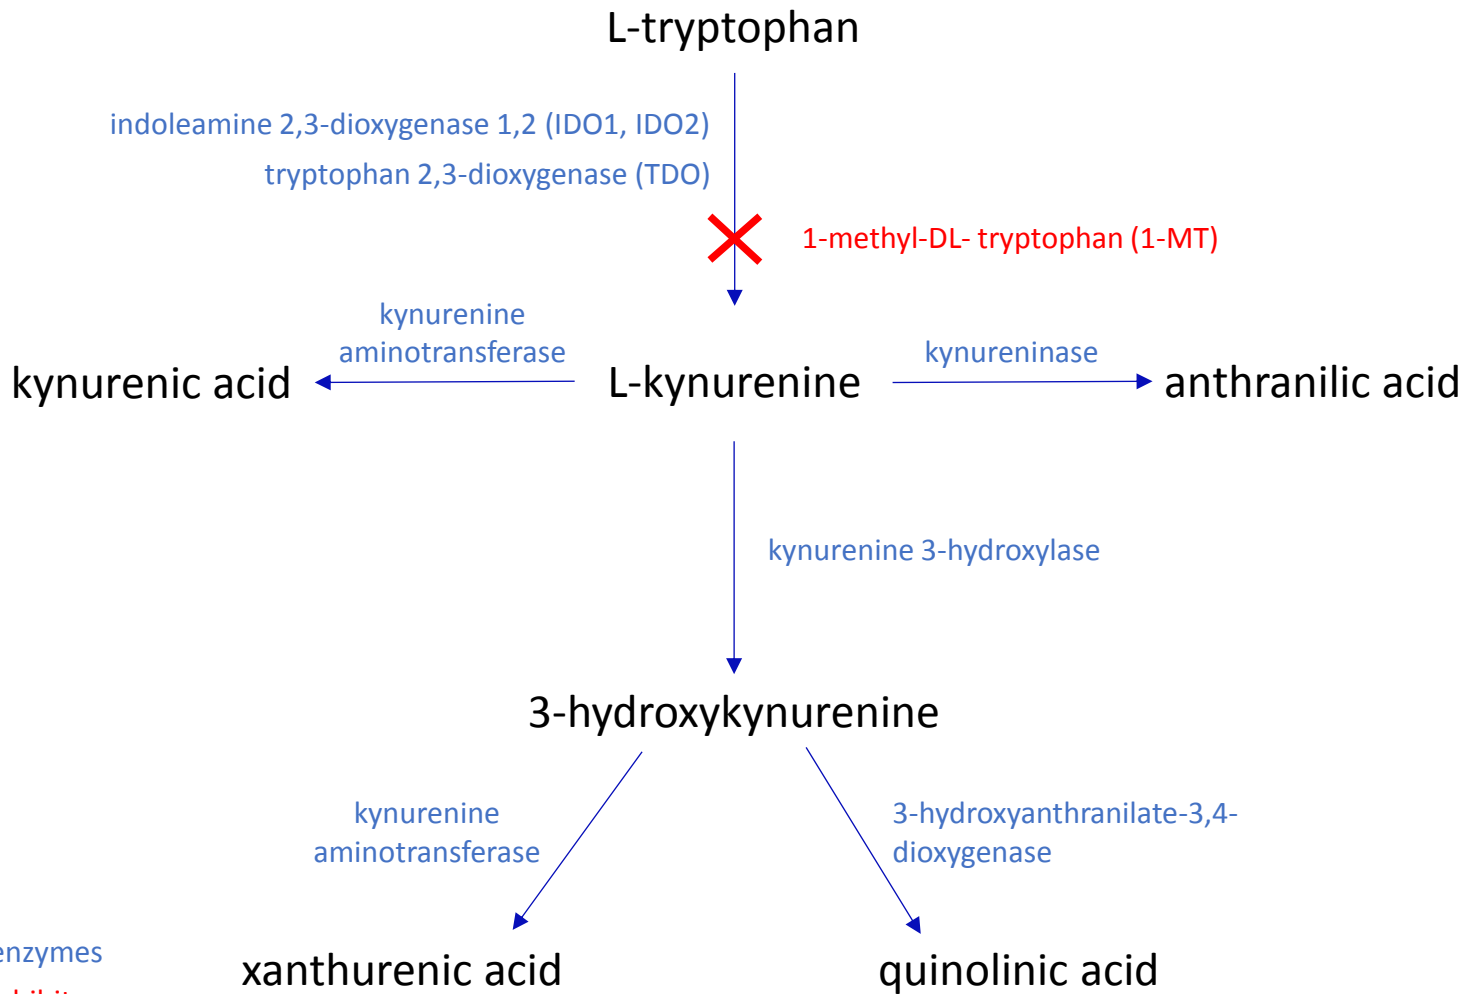 L-tryptophan
indoleamine 2,3-dioxygenase 1,2 (IDO1, IDO2)
tryptophan 2,3-dioxygenase (TDO)
1-methyl-DL- tryptophan (1-MT)
kynurenine
aminotransferase
kynureninase
kynurenic acid
L-kynurenine
anthranilic acid
kynurenine 3-hydroxylase
3-hydroxykynurenine
kynurenine
aminotransferase
3-hydroxyanthranilate-3,4-
dioxygenase
enzymes
xanthurenic acid
quinolinic acid